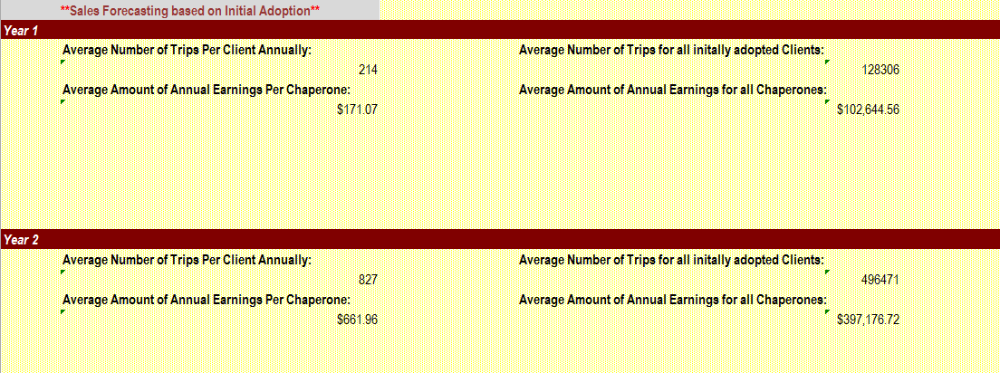 **Sales Forecasting based on Initial Adoption**
Year 1
Average Number of Trips Per Client Annually: Average Number of Trips for all initally adopted Clients:
214 128306
Average Amount of Annual Earnings Per Chaperone: Average Amount of Annual Earnings for all Chaperones:
$171.07 $102,644.56
Year 2
Average Number of Trips Per Client Annually: Average Number of Trips for all initally adopted Clients:
827 496471
Average Amount of Annual Earnings Per Chaperone: Average Amount of Annual Earnings for all Chaperones:
$661.96 $397,176.72